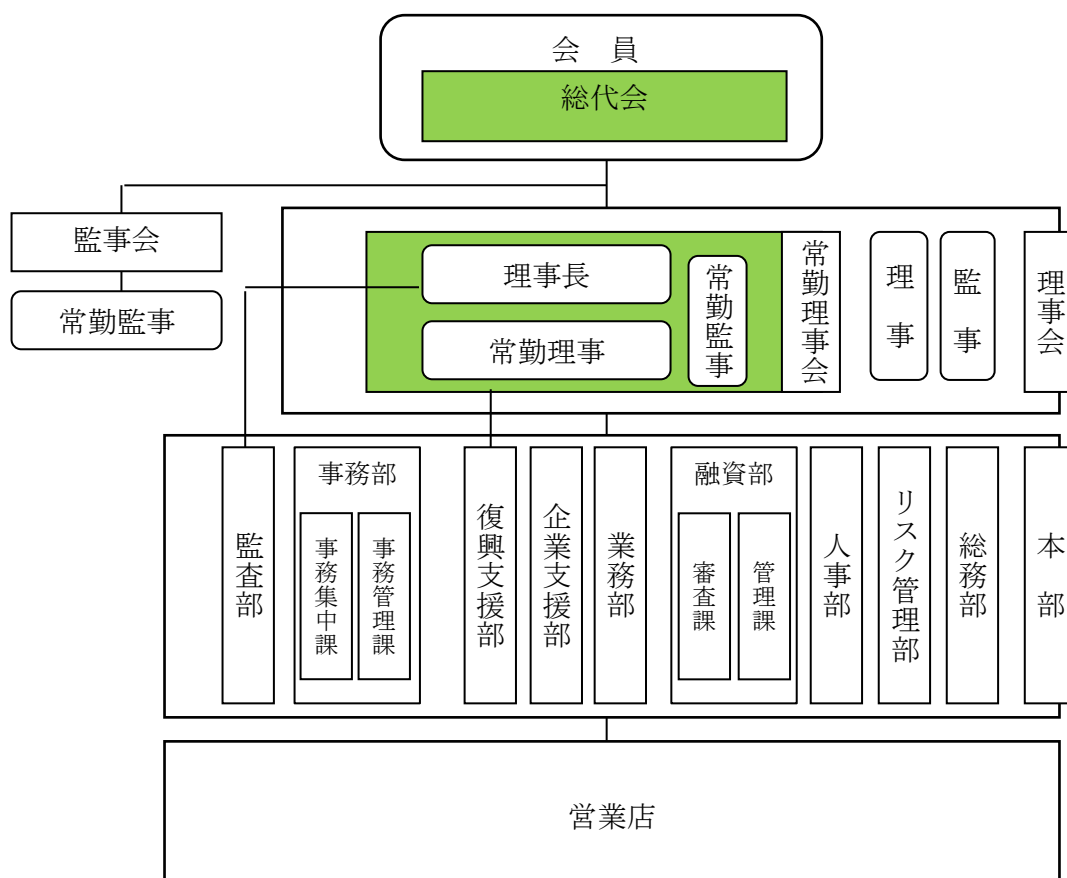 会 員
総代会
監事会
常勤監事
理事長
常勤理事
常勤監事
常勤理事会
理事
監事
理事会
監査部
事務部
事務集中課
事務管理課
復興支援部
企業支援部
業務部
融資部
審査課
管理課
人事部
リスク管理部
総務部
本部
営業店